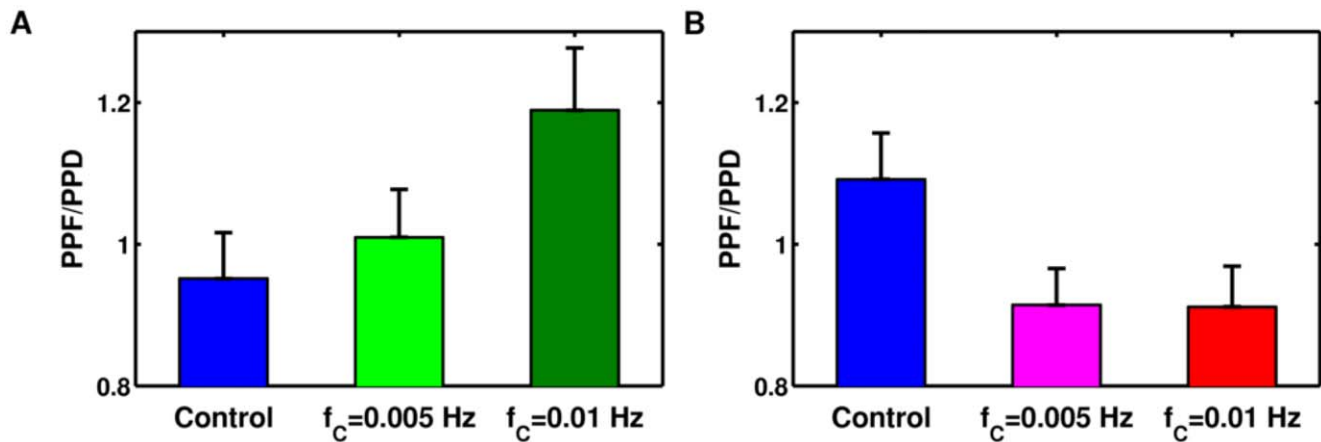 A
PPF/PPD
1.2
1
0.8
Control
f_C=0.005 Hz
f_C=0.01 Hz
B
PPF/PPD
1.2
1
0.8
Control
f_C=0.005 Hz
f_C=0.01 Hz